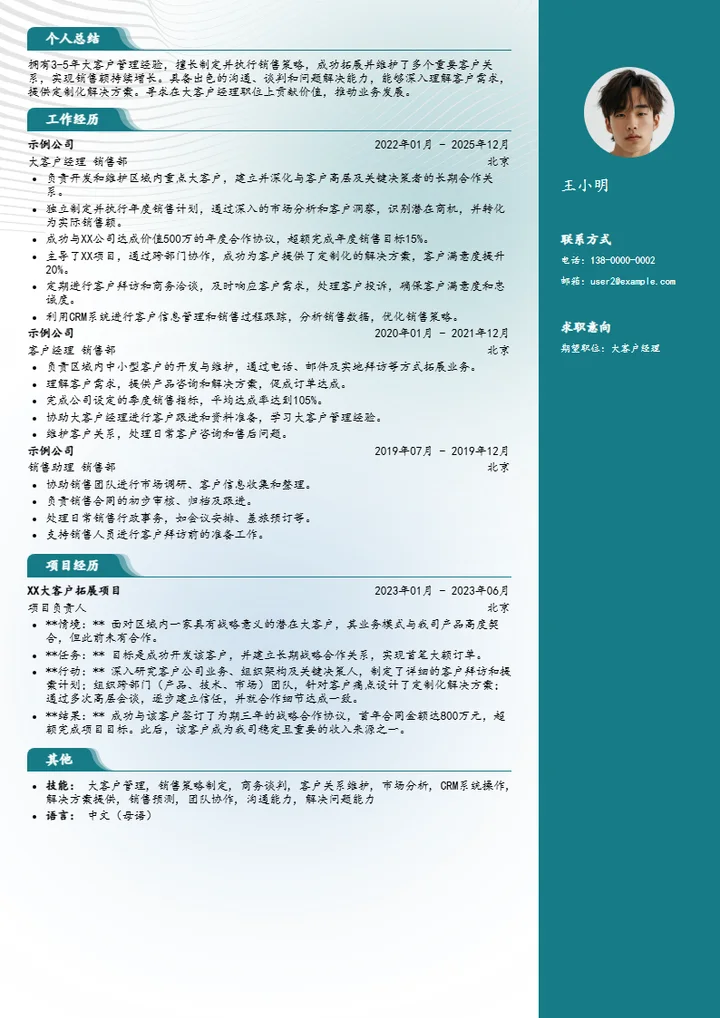 个人总结
拥有3-5年大客户管理经验，擅长制定并执行销售策略，成功拓展并维护了多个重要客户关
系，实现销售额持续增长。具备出色的沟通、谈判和问题解决能力，能够深入理解客户需求，
提供定制化解决方案。寻求在大客户经理职位上贡献价值，推动业务发展。
工作经历
示例公司 2022年01月 - 2025年12月
大客户经理 销售部 北京
• 负责开发和维护区域内重点大客户，建立并深化与客户高层及关键决策者的长期合作关
系。
• 独立制定并执行年度销售计划，通过深入的市场分析和客户洞察，识别潜在商机，并转化
为实际销售额。
• 成功与XX公司达成价值500万的年度合作协议，超额完成年度销售目标15%。
• 主导了XX项目，通过跨部门协作，成功为客户提供了定制化的解决方案，客户满意度提升
20%。
• 定期进行客户拜访和商务洽谈，及时响应客户需求，处理客户投诉，确保客户满意度和忠
诚度。
• 利用CRM系统进行客户信息管理和销售过程跟踪，分析销售数据，优化销售策略。
示例公司 2020年01月 - 2021年12月
客户经理 销售部 北京
• 负责区域内中小型客户的开发与维护，通过电话、邮件及实地拜访等方式拓展业务。
• 理解客户需求，提供产品咨询和解决方案，促成订单达成。
• 完成公司设定的季度销售指标，平均达成率达到105%。
• 协助大客户经理进行客户跟进和资料准备，学习大客户管理经验。
• 维护客户关系，处理日常客户咨询和售后问题。
示例公司 2019年07月 - 2019年12月
销售助理 销售部 北京
• 协助销售团队进行市场调研、客户信息收集和整理。
• 负责销售合同的初步审核、归档及跟进。
• 处理日常销售行政事务，如会议安排、差旅预订等。
• 支持销售人员进行客户拜访前的准备工作。
项目经历
XX大客户拓展项目 2023年01月 - 2023年06月
项目负责人 北京
• **情境：** 面对区域内一家具有战略意义的潜在大客户，其业务模式与我司产品高度契
合，但此前未有合作。
• **任务：** 目标是成功开发该客户，并建立长期战略合作关系，实现首笔大额订单。
• **行动：** 深入研究客户公司业务、组织架构及关键决策人，制定了详细的客户拜访和提
案计划；组织跨部门（产品、技术、市场）团队，针对客户痛点设计了定制化解决方案；
通过多次高层会谈，逐步建立信任，并就合作细节达成一致。
• **结果：** 成功与该客户签订了为期三年的战略合作协议，首年合同金额达800万元，超
额完成项目目标。此后，该客户成为我司稳定且重要的收入来源之一。
其他
• 技能： 大客户管理，销售策略制定，商务谈判，客户关系维护，市场分析，CRM系统操作，
解决方案提供，销售预测，团队协作，沟通能力，解决问题能力
• 语言： 中文（母语）
王小明
联系方式
电话：138-0000-0002
邮箱：user2@example.com
求职意向
期望职位：大客户经理